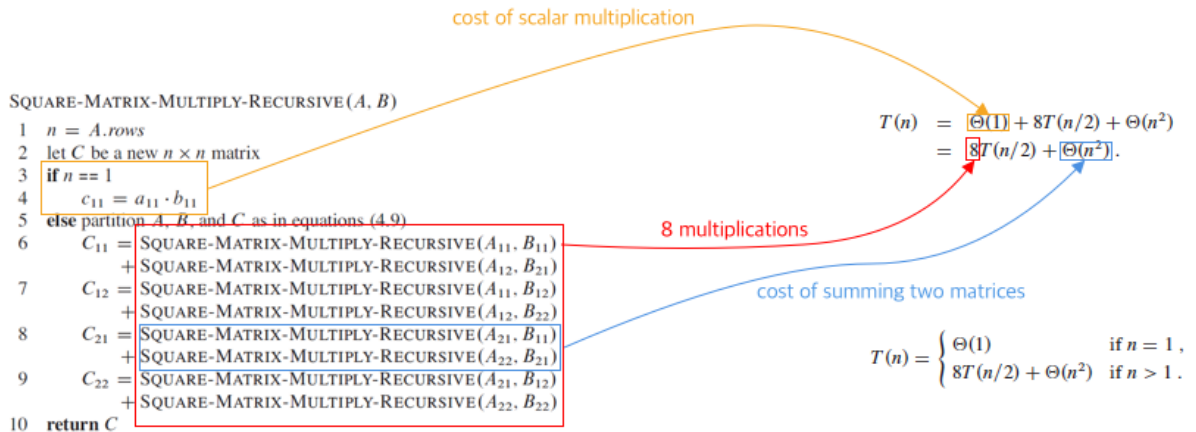 cost of scalar multiplication
SQUARE-MATRIX-MULTIPLY-RECURSIVE(A, B)
1 n = A.rows
2 let C be a new n × n matrix
3 if n == 1
4 c₁₁ = a₁₁ · b₁₁
5 else partition A, B, and C as in equations (4.9)
6 C₁₁ = SQUARE-MATRIX-MULTIPLY-RECURSIVE(A₁₁, B₁₁)
+ SQUARE-MATRIX-MULTIPLY-RECURSIVE(A₁₂, B₂₁)
7 C₁₂ = SQUARE-MATRIX-MULTIPLY-RECURSIVE(A₁₁, B₁₂)
+ SQUARE-MATRIX-MULTIPLY-RECURSIVE(A₁₂, B₂₂)
8 C₂₁ = SQUARE-MATRIX-MULTIPLY-RECURSIVE(A₂₁, B₁₁)
+ SQUARE-MATRIX-MULTIPLY-RECURSIVE(A₂₂, B₂₁)
9 C₂₂ = SQUARE-MATRIX-MULTIPLY-RECURSIVE(A₂₁, B₁₂)
+ SQUARE-MATRIX-MULTIPLY-RECURSIVE(A₂₂, B₂₂)
10 return C
8 multiplications
cost of summing two matrices
T(n) = Θ(1) + 8T(n/2) + Θ(n²)
= 8T(n/2) + Θ(n²).
T(n) = { Θ(1) if n = 1,
8T(n/2) + Θ(n²) if n > 1.